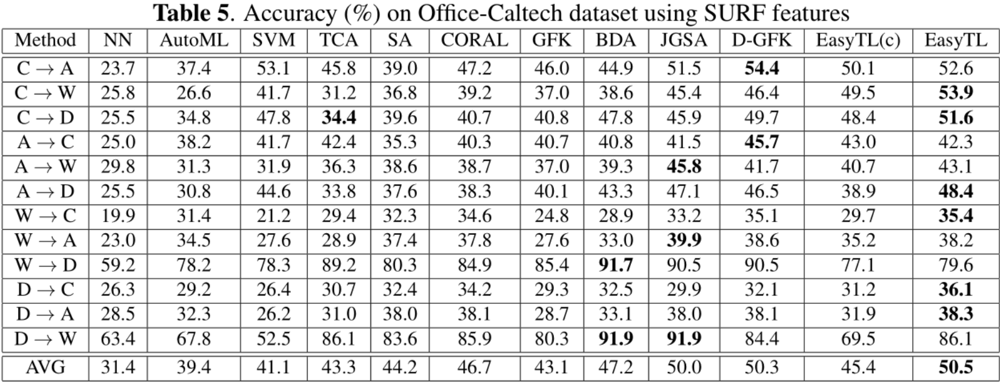 Table 5. Accuracy (%) on Office-Caltech dataset using SURF features
Method NN AutoML SVM TCA SA CORAL GFK BDA JGSA D-GFK EasyTL(c) EasyTL
C → A 23.7 37.4 53.1 45.8 39.0 47.2 46.0 44.9 51.5 54.4 50.1 52.6
C → W 25.8 26.6 41.7 31.2 36.8 39.2 37.0 38.6 45.4 46.4 49.5 53.9
C → D 25.5 34.8 47.8 34.4 39.6 40.7 40.8 47.8 45.9 49.7 48.4 51.6
A → C 25.0 38.2 41.7 42.4 35.3 40.3 40.7 40.8 41.5 45.7 43.0 42.3
A → W 29.8 31.3 31.9 36.3 38.6 38.7 37.0 39.3 45.8 41.7 40.7 43.1
A → D 25.5 30.8 44.6 33.8 37.6 38.3 40.1 43.3 47.1 46.5 38.9 48.4
W → C 19.9 31.4 21.2 29.4 32.3 34.6 24.8 28.9 33.2 35.1 29.7 35.4
W → A 23.0 34.5 27.6 28.9 37.4 37.8 27.6 33.0 39.9 38.6 35.2 38.2
W → D 59.2 78.2 78.3 89.2 80.3 84.9 85.4 91.7 90.5 90.5 77.1 79.6
D → C 26.3 29.2 26.4 30.7 32.4 34.2 29.3 32.5 29.9 32.1 31.2 36.1
D → A 28.5 32.3 26.2 31.0 38.0 38.1 28.7 33.1 38.0 38.1 31.9 38.3
D → W 63.4 67.8 52.5 86.1 83.6 85.9 80.3 91.9 91.9 84.4 69.5 86.1
AVG 31.4 39.4 41.1 43.3 44.2 46.7 43.1 47.2 50.0 50.3 45.4 50.5